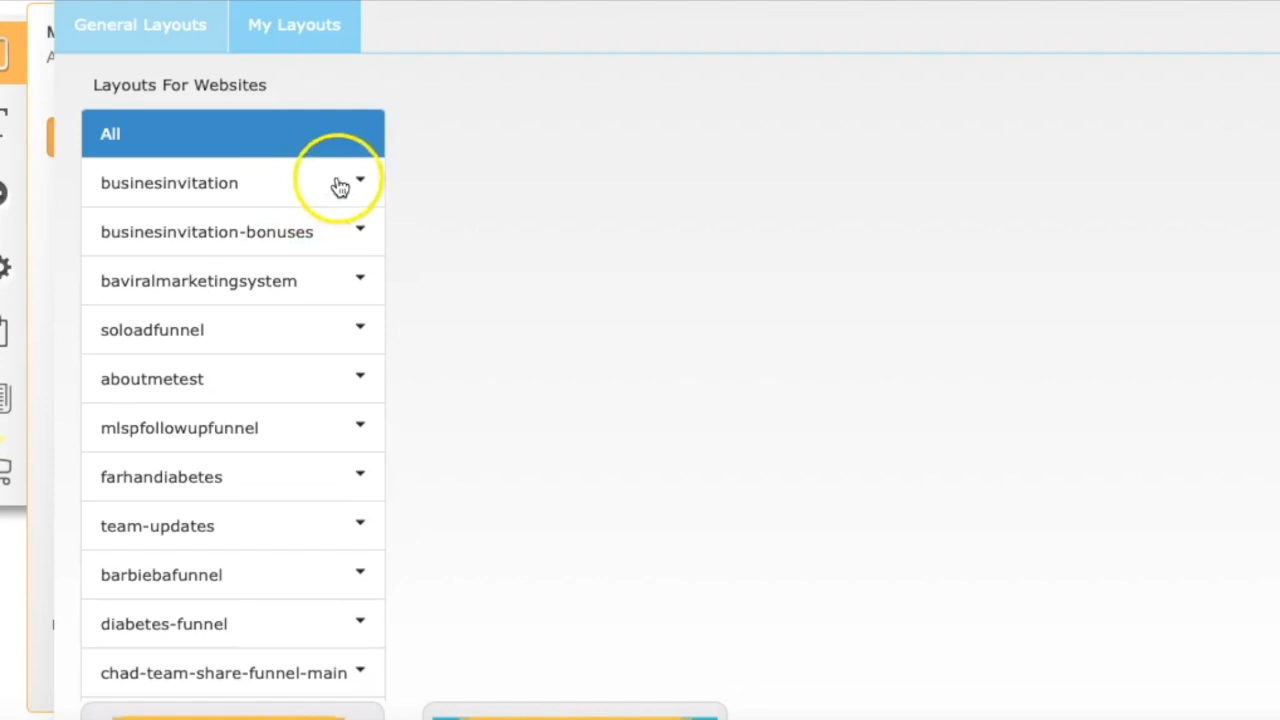 General Layouts
My Layouts
Layouts For Websites
All
businesinvitation
businesinvitation-bonuses
baviralmarketingsystem
soloadfunnel
aboutmetest
mlspfollowupfunnel
farhandiabetes
team-updates
barbiebafunnel
diabetes-funnel
chad-team-share-funnel-main